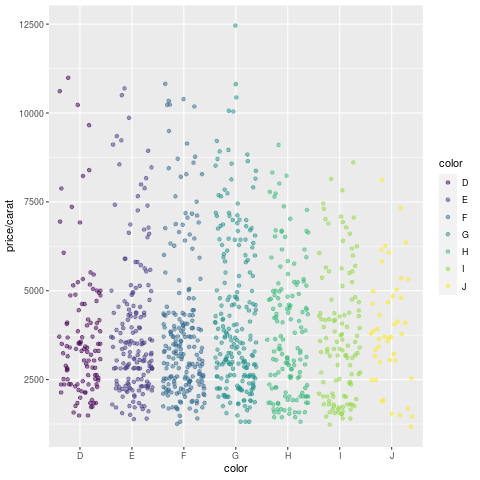 12500
10000
7500
5000
2500
price/carat
D E F G H I J
color
color
D
E
F
G
H
I
J